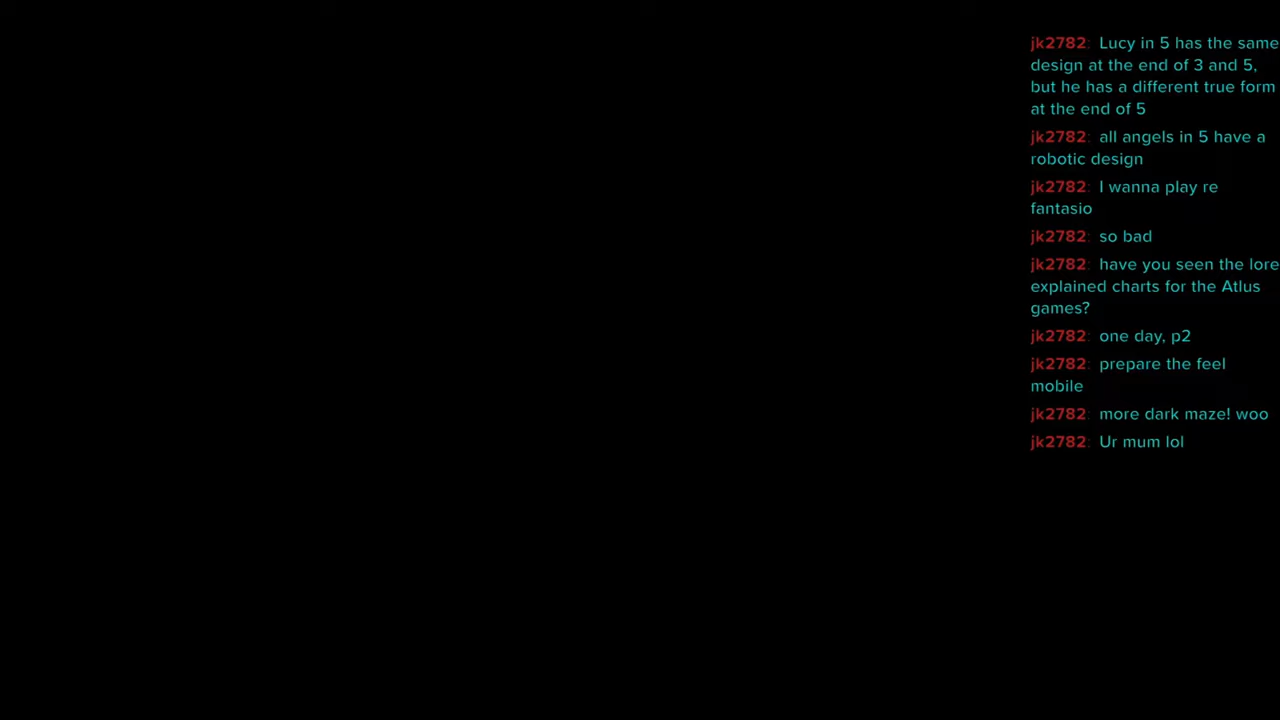 jk2782: Lucy in 5 has the same
design at the end of 3 and 5,
but he has a different true form
at the end of 5
jk2782: all angels in 5 have a
robotic design
jk2782: I wanna play re
fantasio
jk2782: so bad
jk2782: have you seen the lore
explained charts for the Atlus
games?
jk2782: one day, p2
jk2782: prepare the feel
mobile
jk2782: more dark maze! woo
jk2782: Ur mum lol